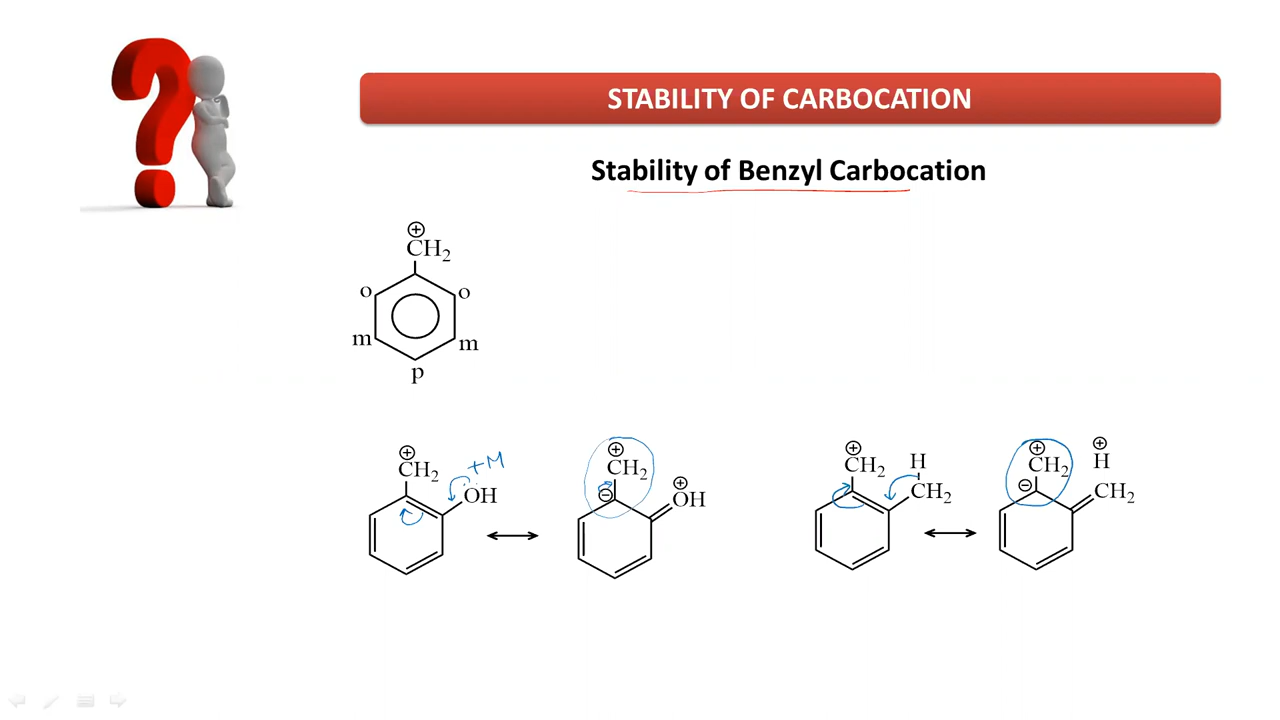 STABILITY OF CARBOCATION
Stability of Benzyl Carbocation
⊕
CH2
o o
m m
p
⊕ ⊕ ⊕ ⊕ ⊕
CH2 +M CH2 CH2 H CH2 H
OH ⊖ ⊕ OH CH2 ⊖ CH2